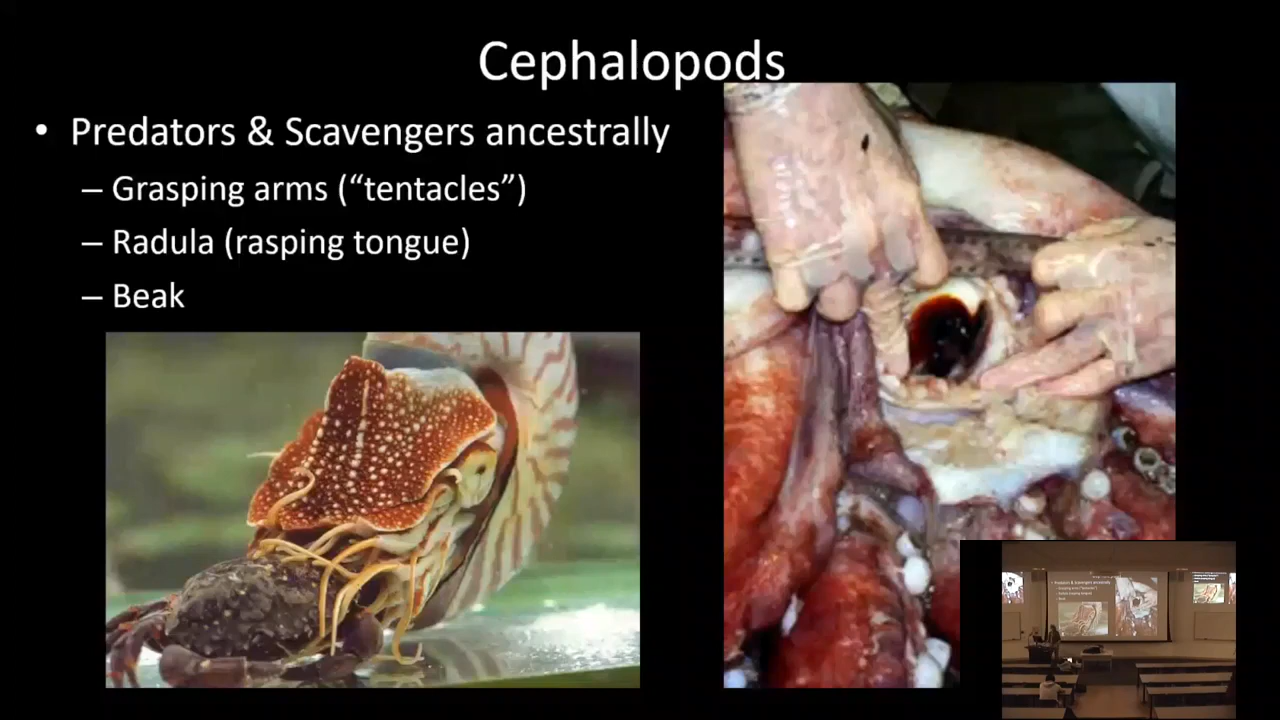 Cephalopods
• Predators & Scavengers ancestrally
– Grasping arms (“tentacles”)
– Radula (rasping tongue)
– Beak